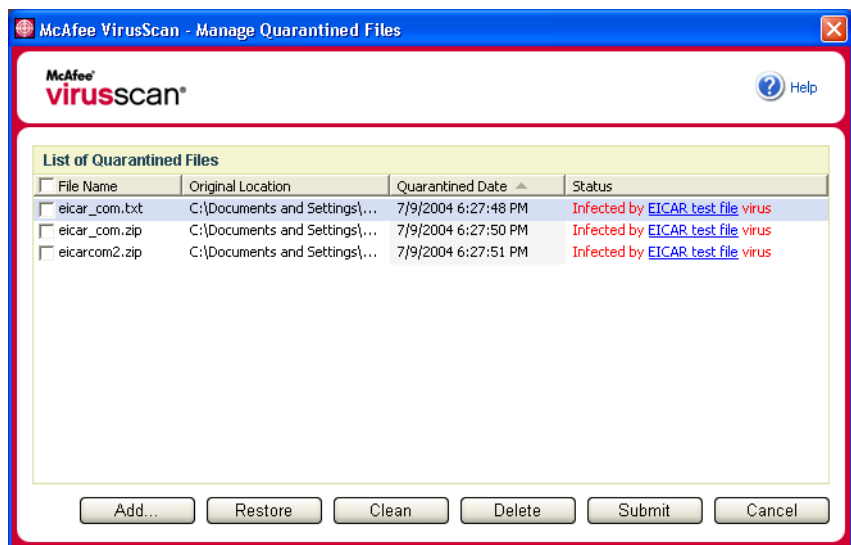 McAfee VirusScan - Manage Quarantined Files
McAfee®
virusscan®
Help
List of Quarantined Files
File Name Original Location Quarantined Date Status
eicar_com.txt C:\Documents and Settings\... 7/9/2004 6:27:48 PM Infected by EICAR test file virus
eicar_com.zip C:\Documents and Settings\... 7/9/2004 6:27:50 PM Infected by EICAR test file virus
eicarcom2.zip C:\Documents and Settings\... 7/9/2004 6:27:51 PM Infected by EICAR test file virus
Add... Restore Clean Delete Submit Cancel